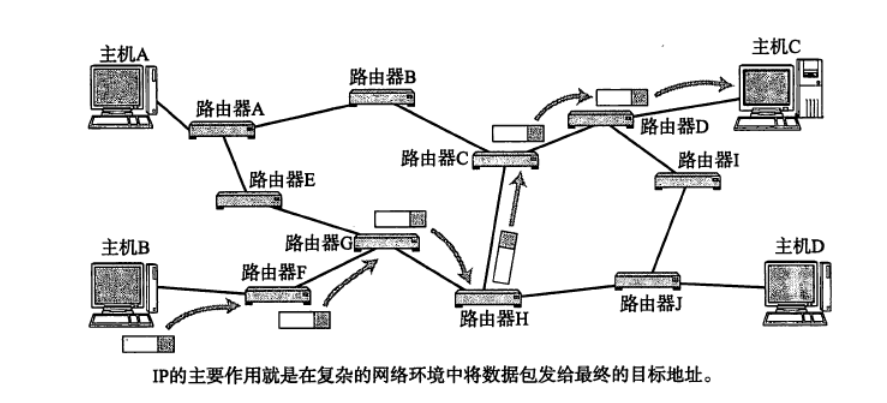 主机A
主机C
路由器B
路由器A
路由器D
路由器C
路由器I
路由器E
路由器G
主机B
主机D
路由器F
路由器J
路由器H
IP的主要作用就是在复杂的网络环境中将数据包发给最终的目标地址。